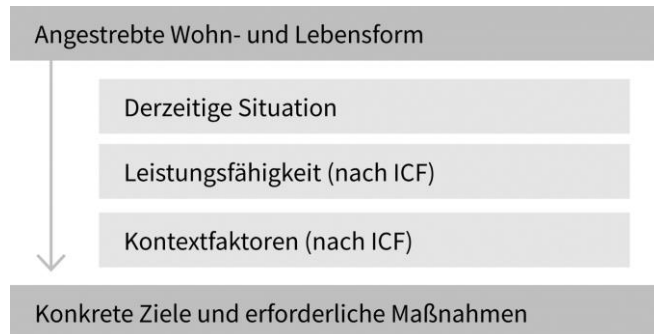 Angestrebte Wohn- und Lebensform
Derzeitige Situation
Leistungsfähigkeit (nach ICF)
Kontextfaktoren (nach ICF)
Konkrete Ziele und erforderliche Maßnahmen